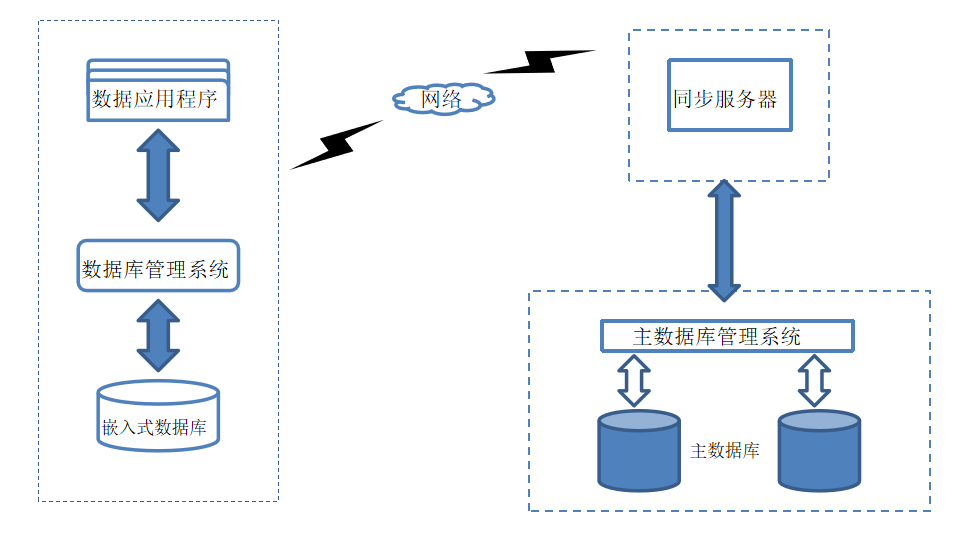 数据应用程序
数据库管理系统
嵌入式数据库
网络
同步服务器
主数据库管理系统
主数据库